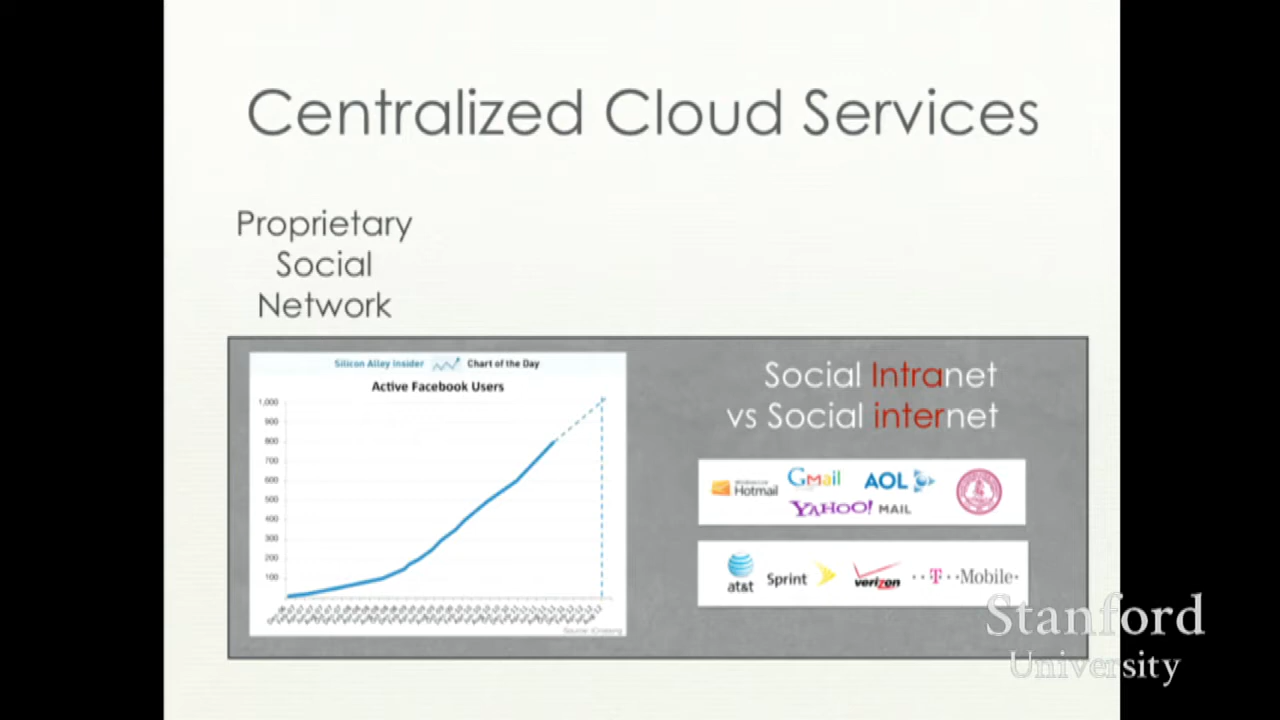 Centralized Cloud Services
Proprietary
Social
Network
Silicon Alley Insider Chart of the Day
Active Facebook Users
1,000
900
800
700
600
500
400
300
200
100
Social Intranet
vs Social internet
Hotmail
Gmail
AOL
YAHOO! MAIL
at&t
Sprint
verizon
T Mobile
Stanford
University